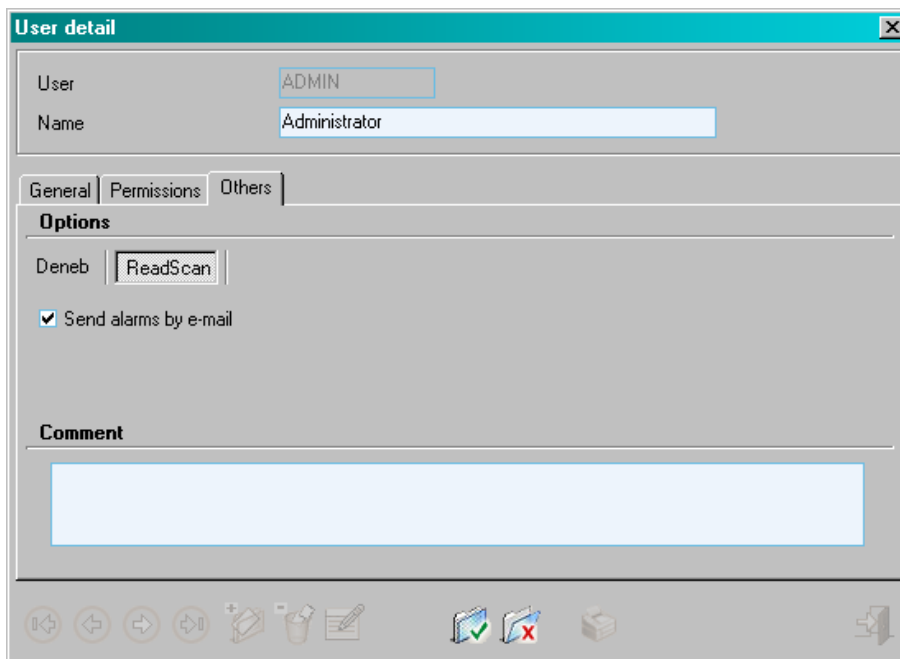 User detail
User ADMIN
Name Administrator
General Permissions Others
Options
Deneb ReadScan
Send alarms by e-mail
Comment